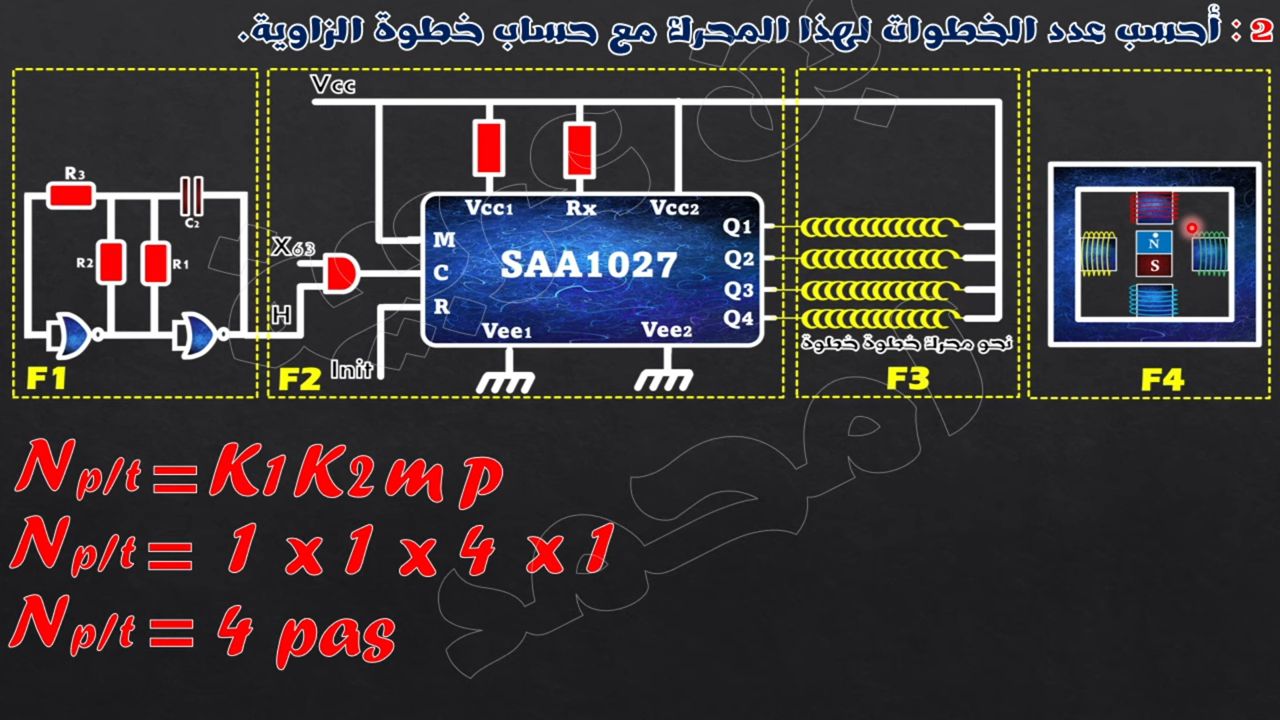 2 : أحسب عدد الخطوات لهذا المحرك مع حساب خطوة الزاوية.
Vcc
R3
C2
R2
R1
F1
X63
H
Init
F2
Vcc1 Rx Vcc2
M
C
R
SAA1027
Q1
Q2
Q3
Q4
Vee1 Vee2
نحو محرك خطوة خطوة
F3
N
S
F4
Np/t = K1 K2 m p
Np/t = 1 x 1 x 4 x 1
Np/t = 4 pas